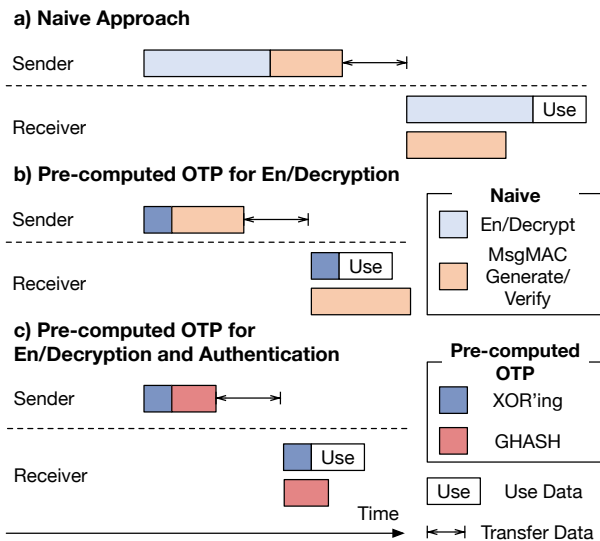 a) Naive Approach
Sender
Receiver
Use
b) Pre-computed OTP for En/Decryption
Sender
Receiver
Use
c) Pre-computed OTP for
En/Decryption and Authentication
Sender
Receiver
Use
Time
Naive
En/Decrypt
MsgMAC
Generate/
Verify
Pre-computed
OTP
XOR'ing
GHASH
Use Use Data
Transfer Data